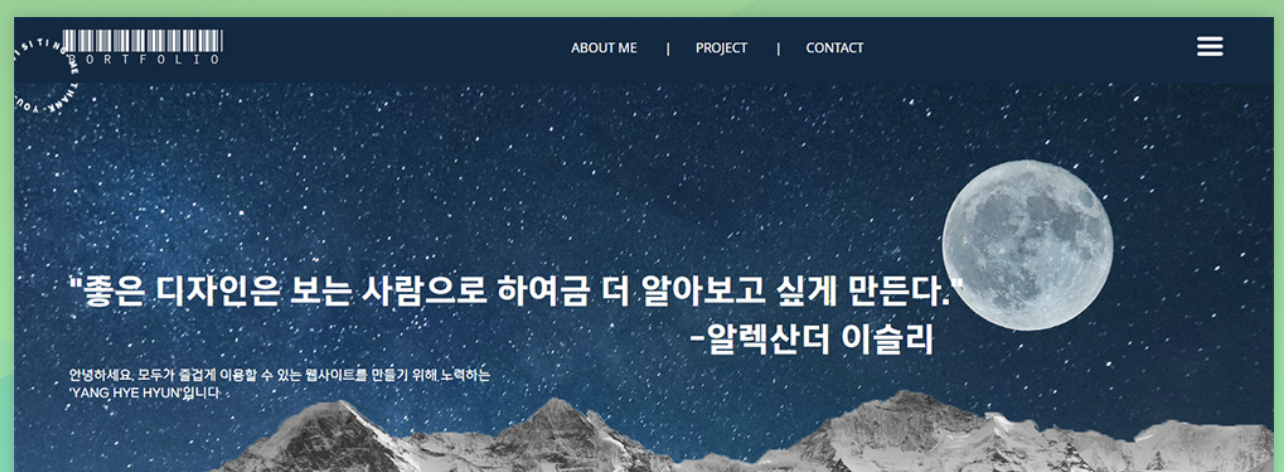 PORTFOLIO
ABOUT ME | PROJECT | CONTACT
"좋은 디자인은 보는 사람으로 하여금 더 알아보고 싶게 만든다."
-알렉산더 이슬리
안녕하세요, 모두가 즐겁게 이용할 수 있는 웹사이트를 만들기 위해 노력하는
'YANG HYE HYUN'입니다.
ISITING ME THANK-YOU